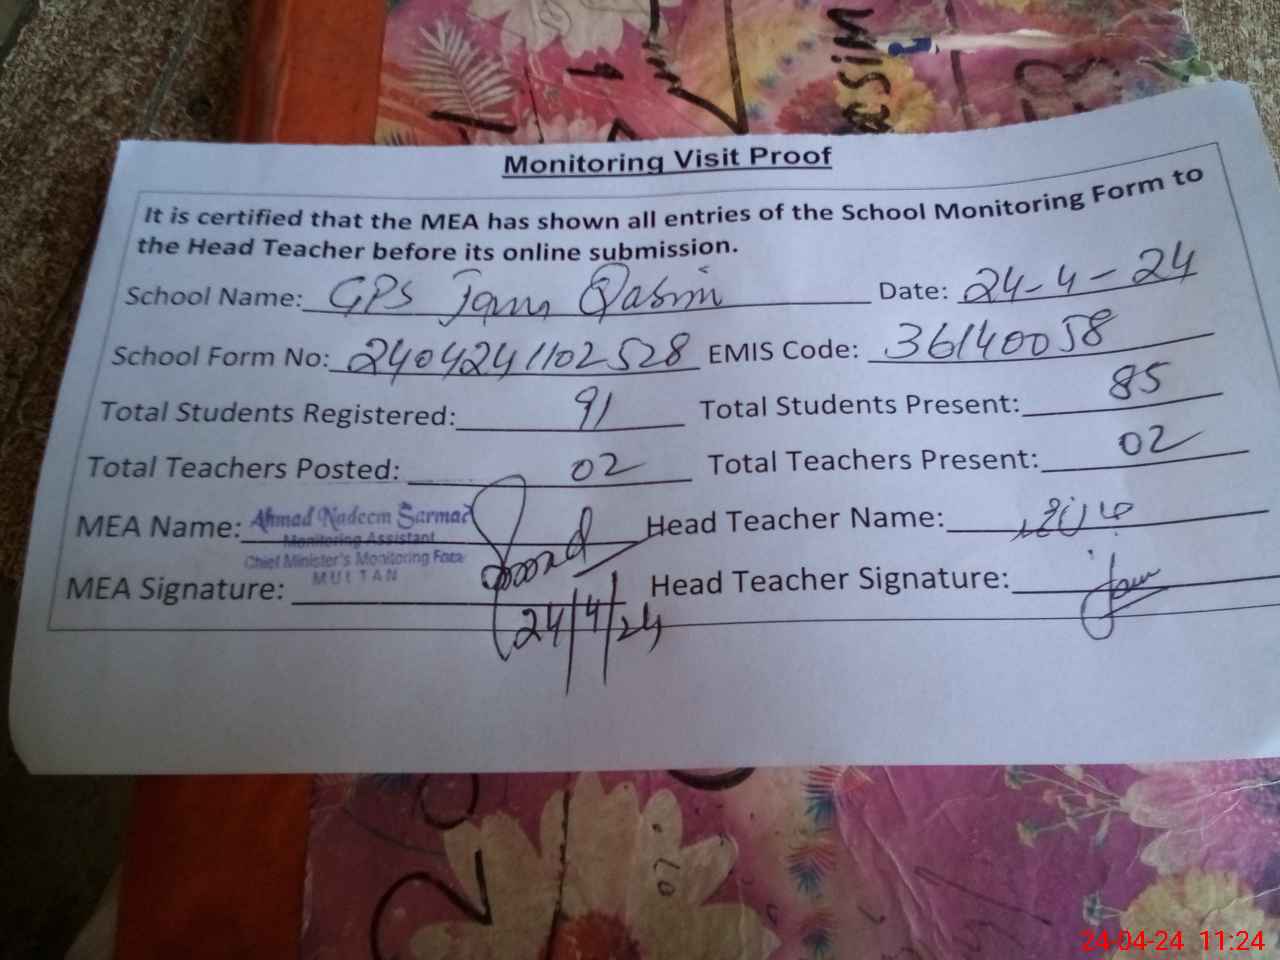 Monitoring Visit Proof
It is certified that the MEA has shown all entries of the School Monitoring Form to
the Head Teacher before its online submission.
School Name: GPS Jam Qasim Date: 24-4-24
School Form No: 2404241102528 EMIS Code: 36140058
Total Students Registered: 91 Total Students Present: 85
Total Teachers Posted: 02 Total Teachers Present: 02
MEA Name: Ahmad Nadeem Sarmad Head Teacher Name:
Monitoring Assistant
Chief Minister's Monitoring Force
MULTAN
MEA Signature: Head Teacher Signature:
24/4/24
24-04-24 11:24